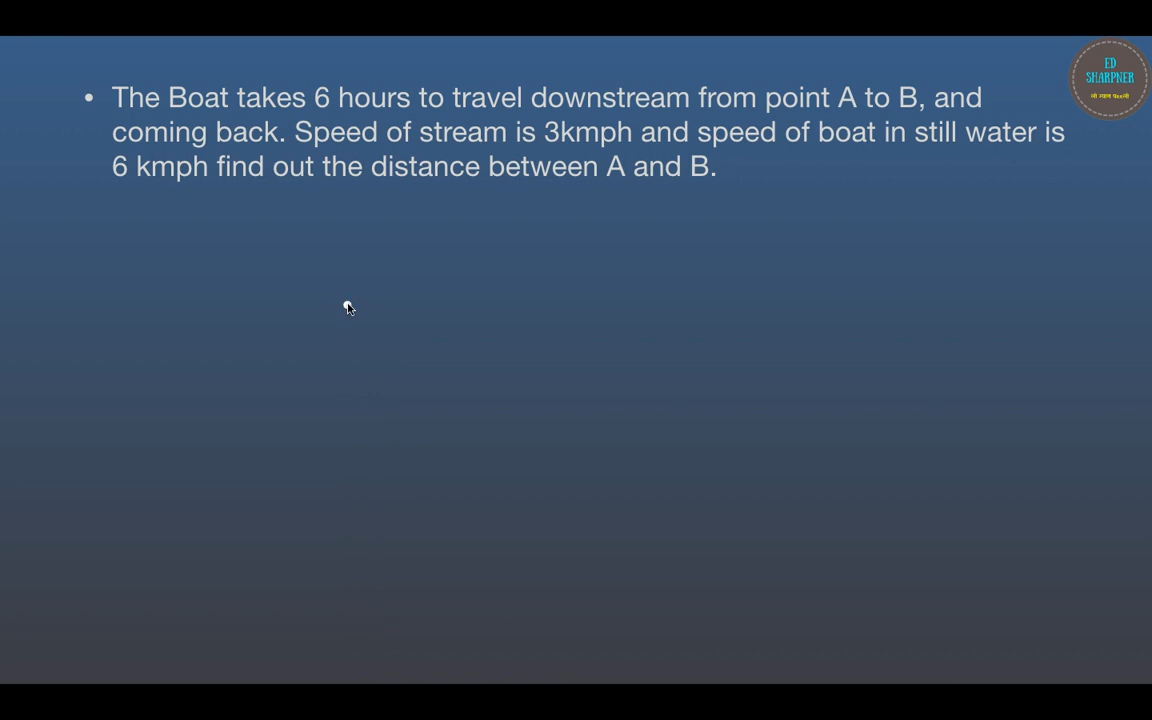 ED
SHARPNER
• The Boat takes 6 hours to travel downstream from point A to B, and
coming back. Speed of stream is 3kmph and speed of boat in still water is
6 kmph find out the distance between A and B.